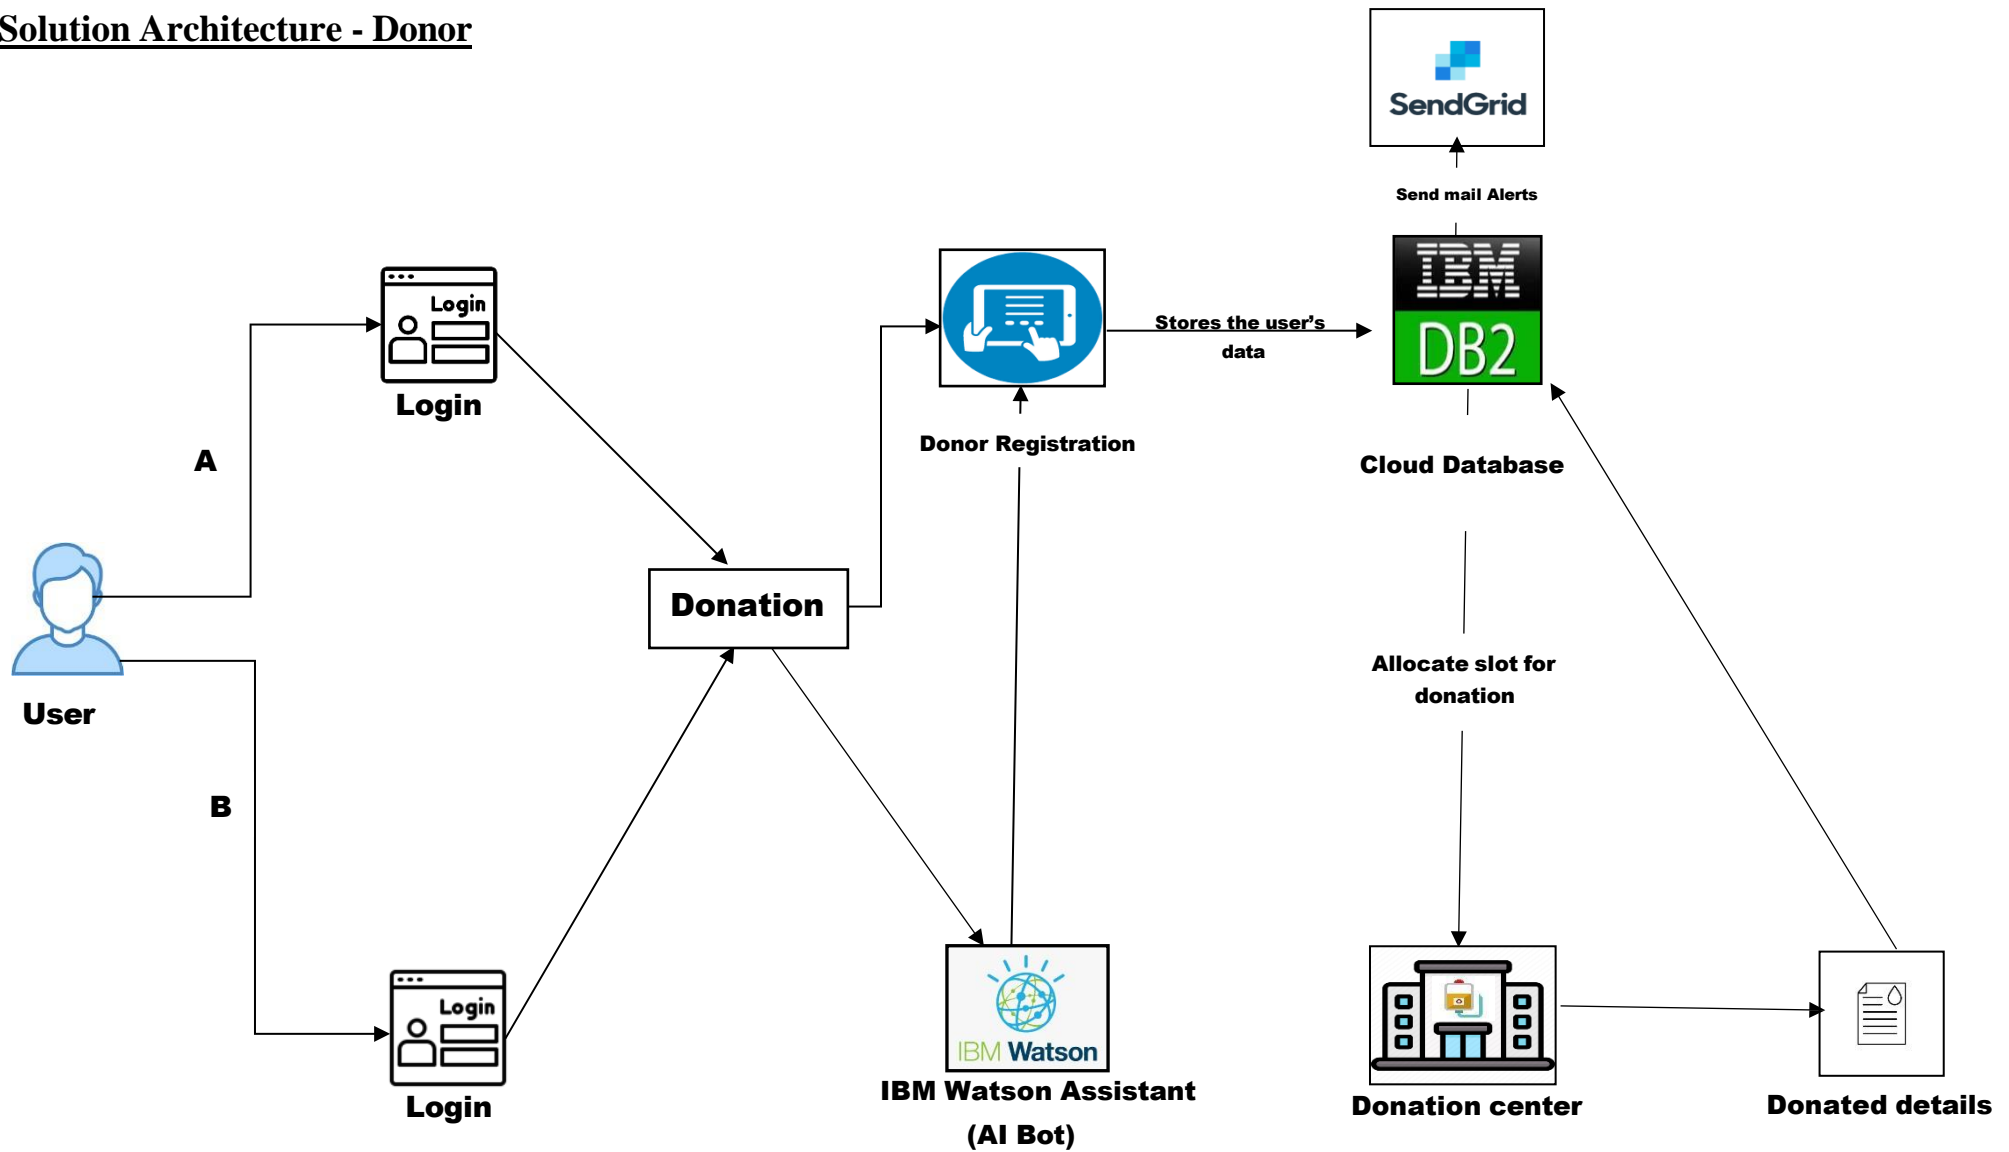 Solution Architecture - Donor
SendGrid
Send mail Alerts
IBM
DB2
Login
Login
Stores the user's
data
A
Donor Registration
Cloud Database
Donation
Allocate slot for
donation
User
B
Login
Login
IBM Watson
IBM Watson Assistant
(AI Bot)
Donation center
Donated details